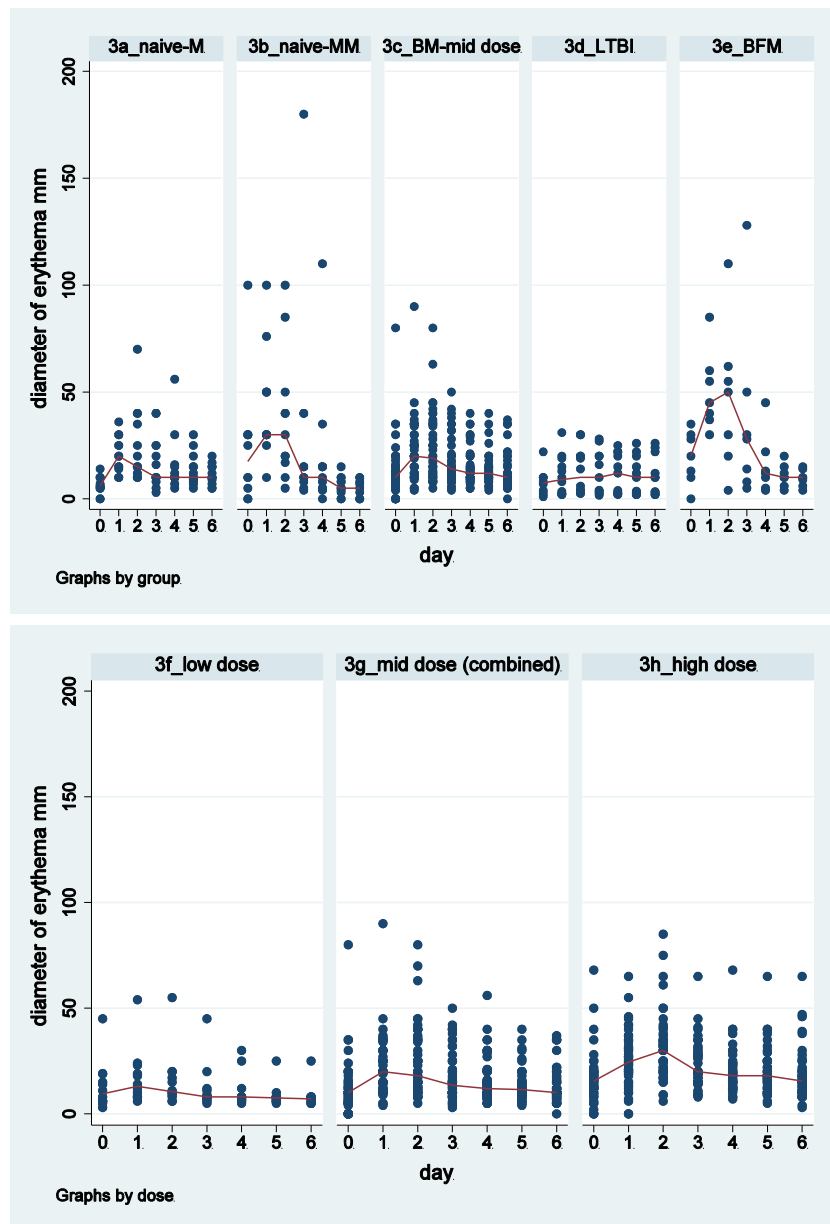 3a_naive-M 3b_naive-MM 3c_BM-mid dose 3d_LTBI 3e_BFM
diameter of erythema mm
200
150
100
50
0
0 1 2 3 4 5 6 0 1 2 3 4 5 6 0 1 2 3 4 5 6 0 1 2 3 4 5 6 0 1 2 3 4 5 6
day
Graphs by group
3f_low dose 3g_mid dose (combined) 3h_high dose
diameter of erythema mm
200
150
100
50
0
0 1 2 3 4 5 6 0 1 2 3 4 5 6 0 1 2 3 4 5 6
day
Graphs by dose